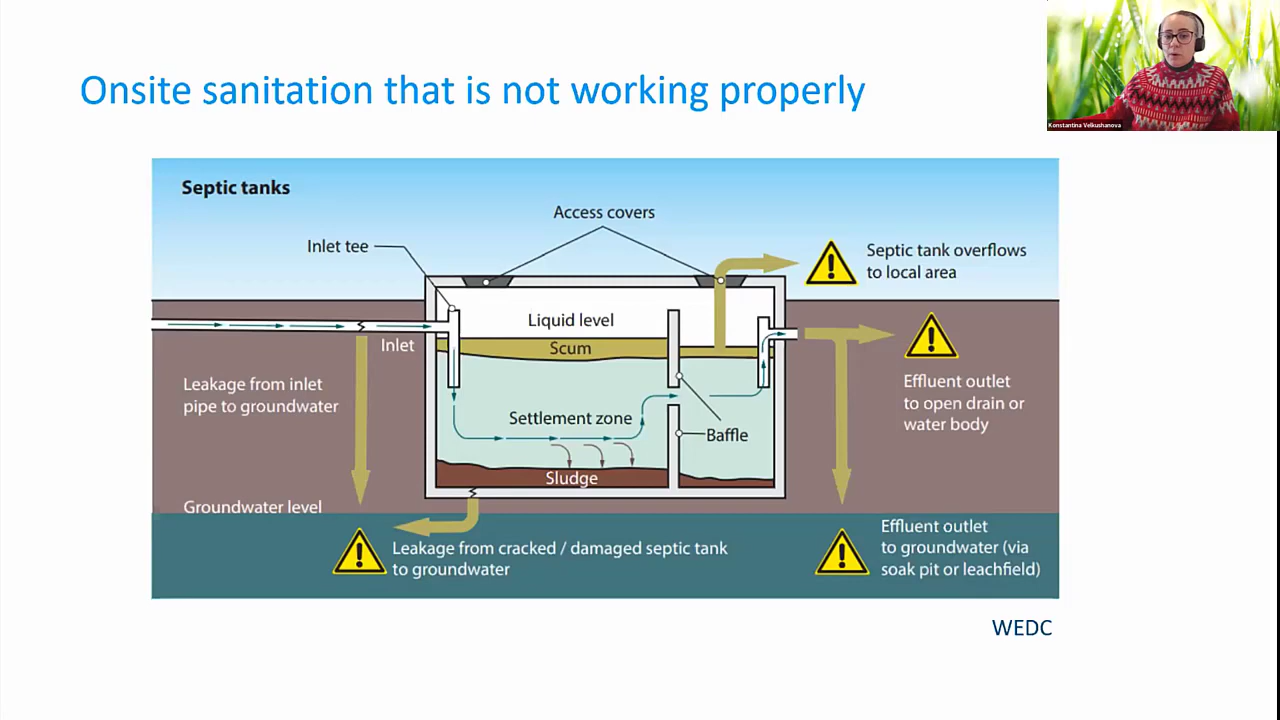 Onsite sanitation that is not working properly
Konstantina Velkushanova
Septic tanks
Access covers
Inlet tee
Septic tank overflows
to local area
Liquid level
Scum
Inlet
Leakage from inlet
pipe to groundwater
Effluent outlet
to open drain or
water body
Settlement zone
Baffle
Sludge
Groundwater level
Leakage from cracked / damaged septic tank
to groundwater
Effluent outlet
to groundwater (via
soak pit or leachfield)
WEDC